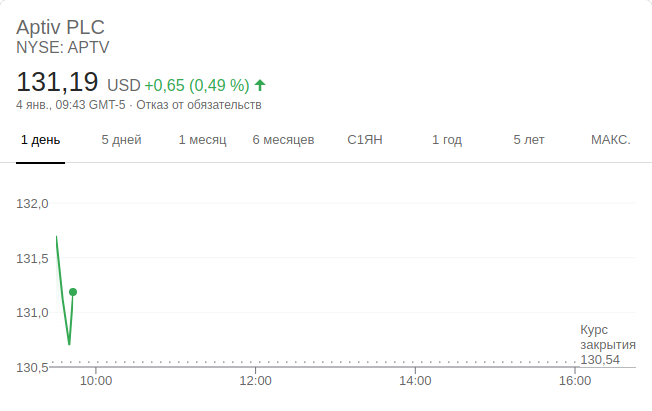 Aptiv PLC
NYSE: APTV
131,19 USD +0,65 (0,49 %)
4 янв., 09:43 GMT-5 · Отказ от обязательств
1 день 5 дней 1 месяц 6 месяцев С1ЯН 1 год 5 лет МАКС.
132,0
131,5
131,0
Курс
закрытия
130,54
130,5
10:00 12:00 14:00 16:00